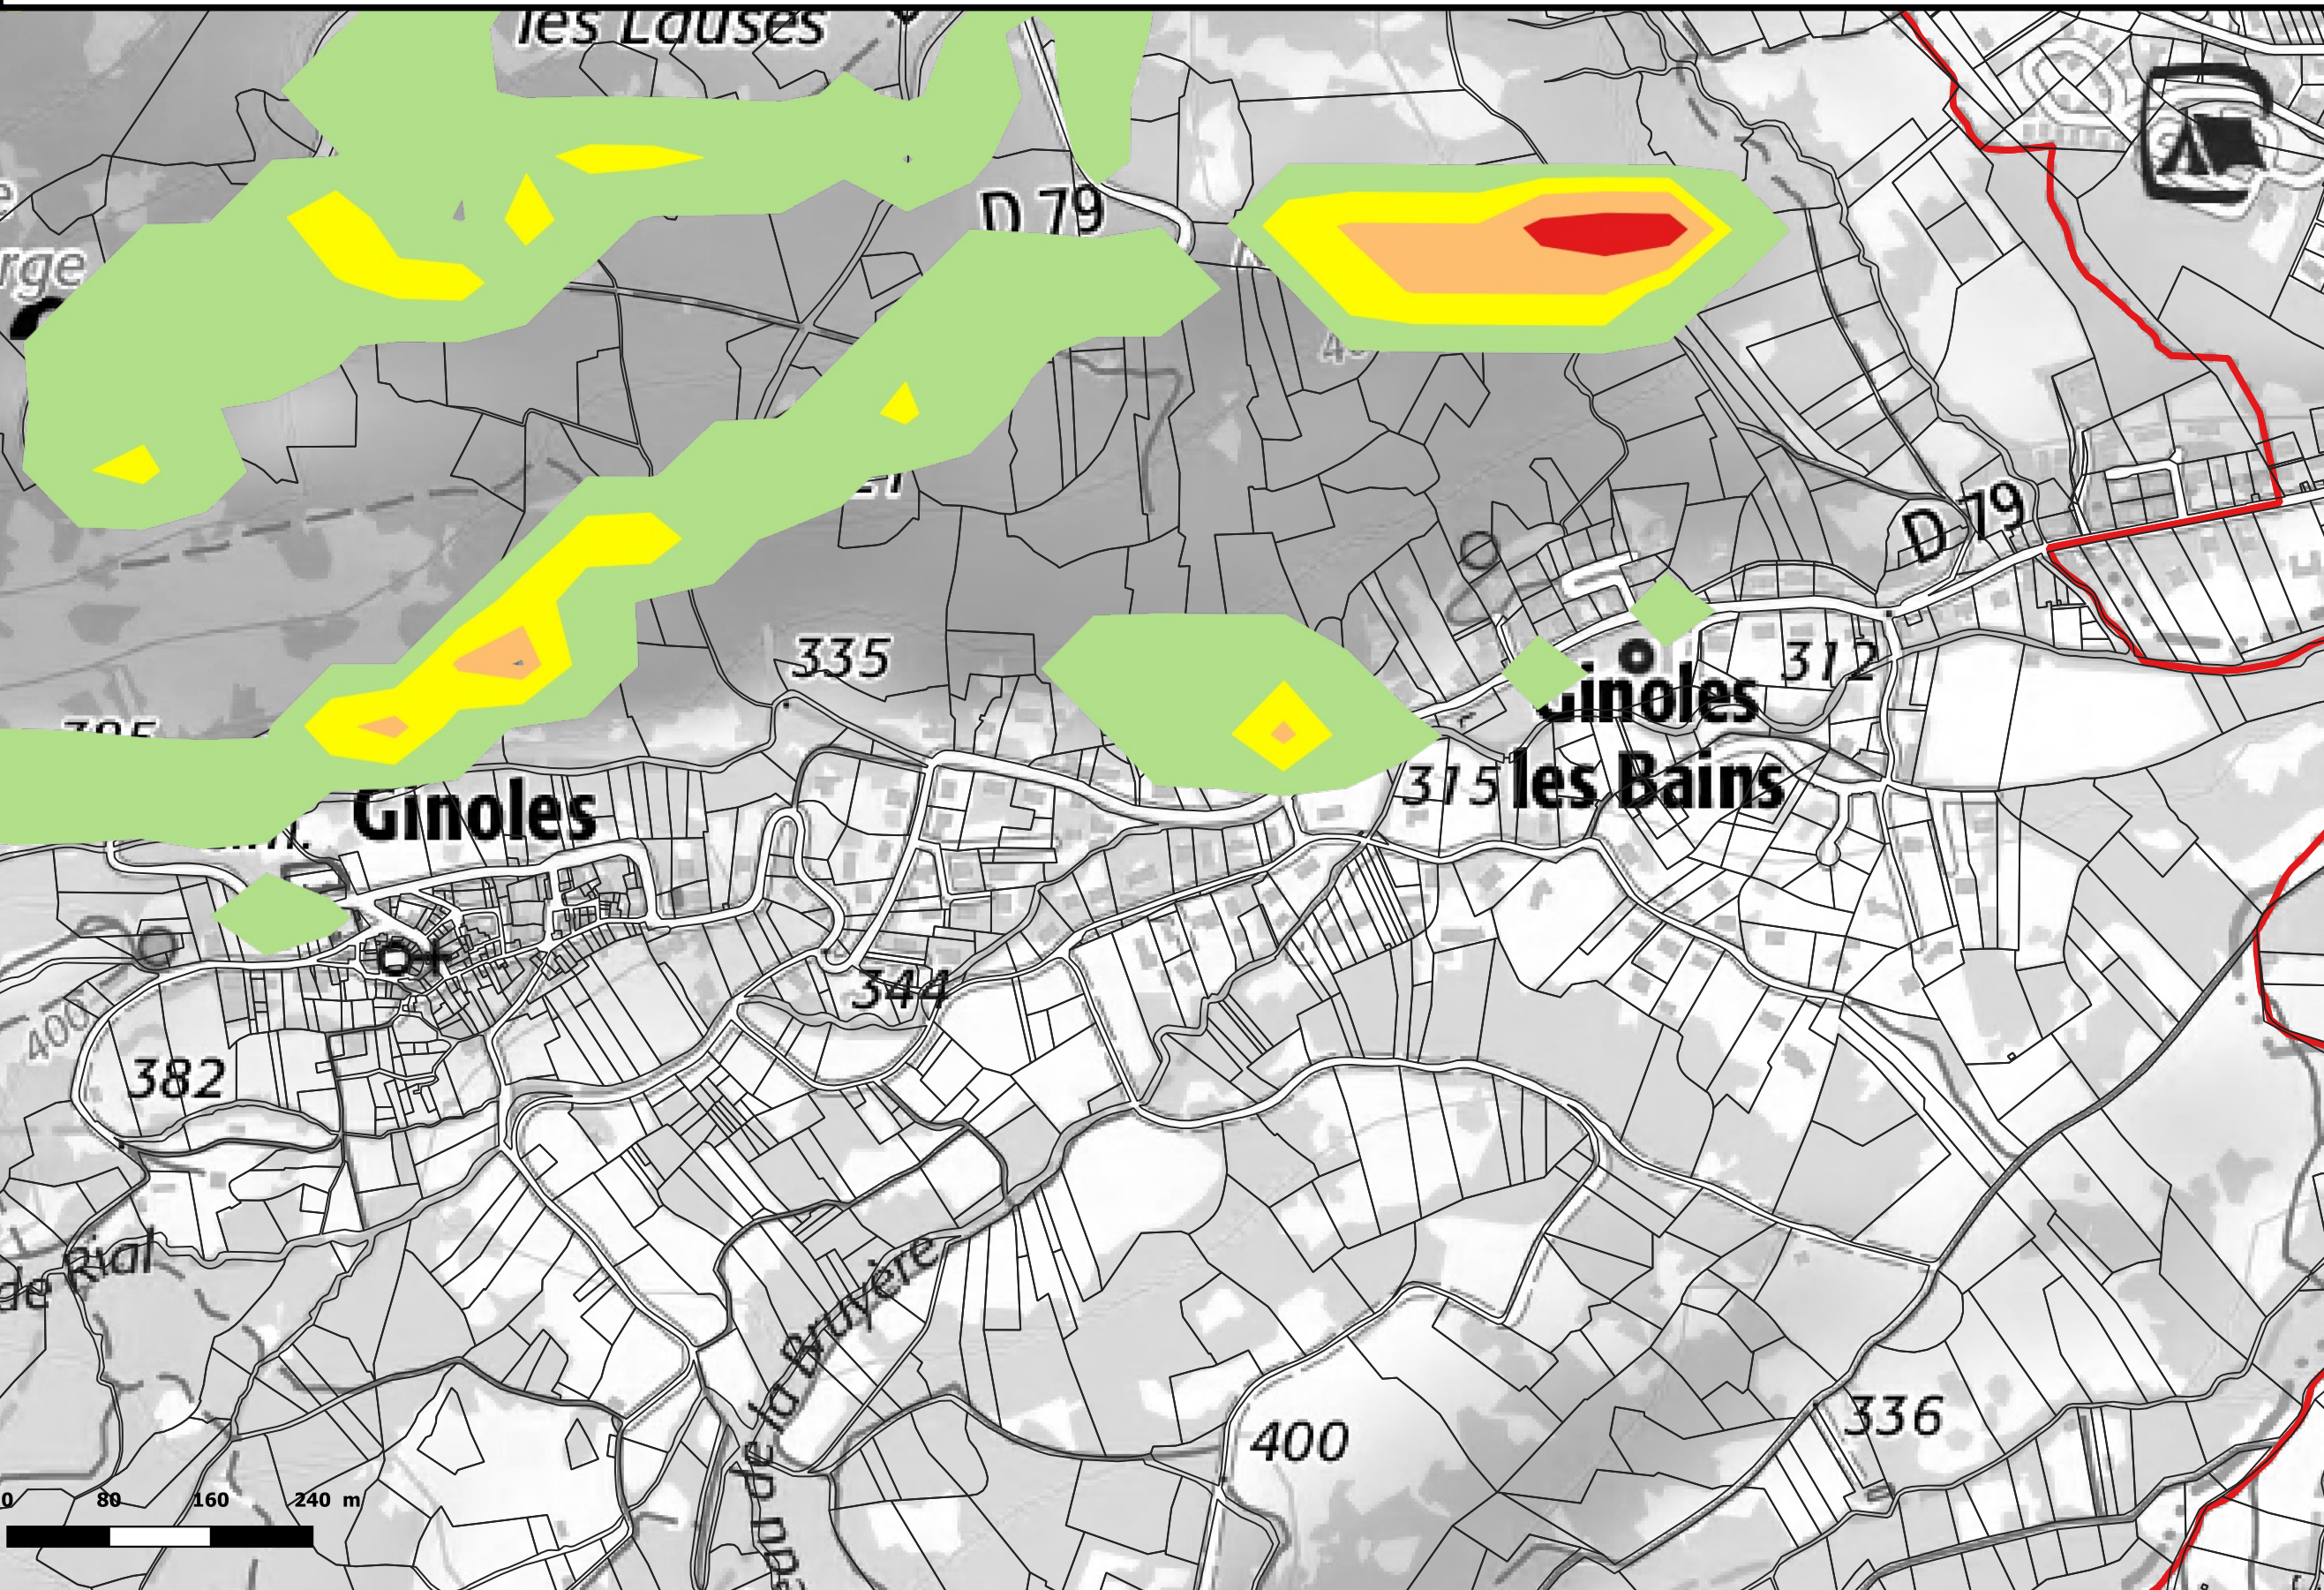 les Lauses
D 79
rge
D 79
335
312
Ginoles
les Bains
315
Ginoles
344
400
382
de Rial
la Bruyère
400
336
0 80 160 240 m